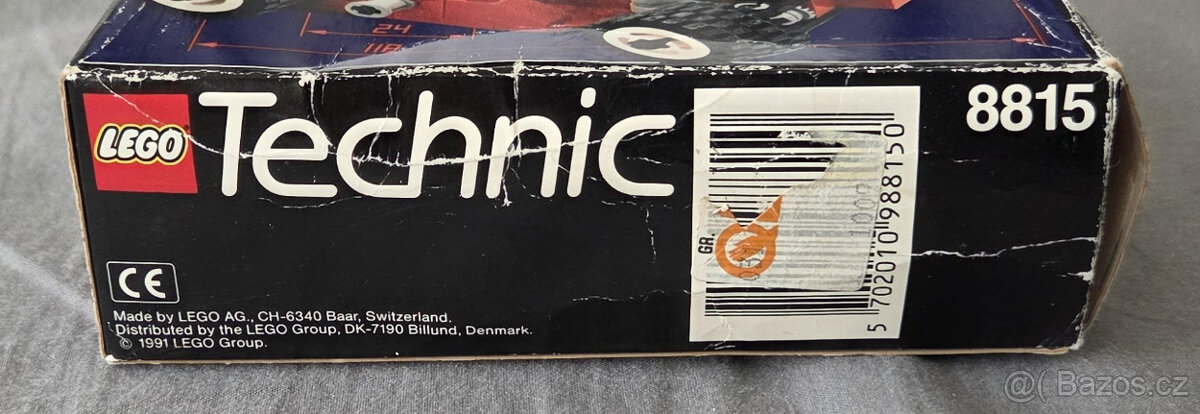 24
118
LEGO Technic
8815
GR.
5 702010 988150
CE
Made by LEGO AG., CH-6340 Baar, Switzerland.
Distributed by the LEGO Group, DK-7190 Billund, Denmark.
© 1991 LEGO Group.
@( Bazos.cz